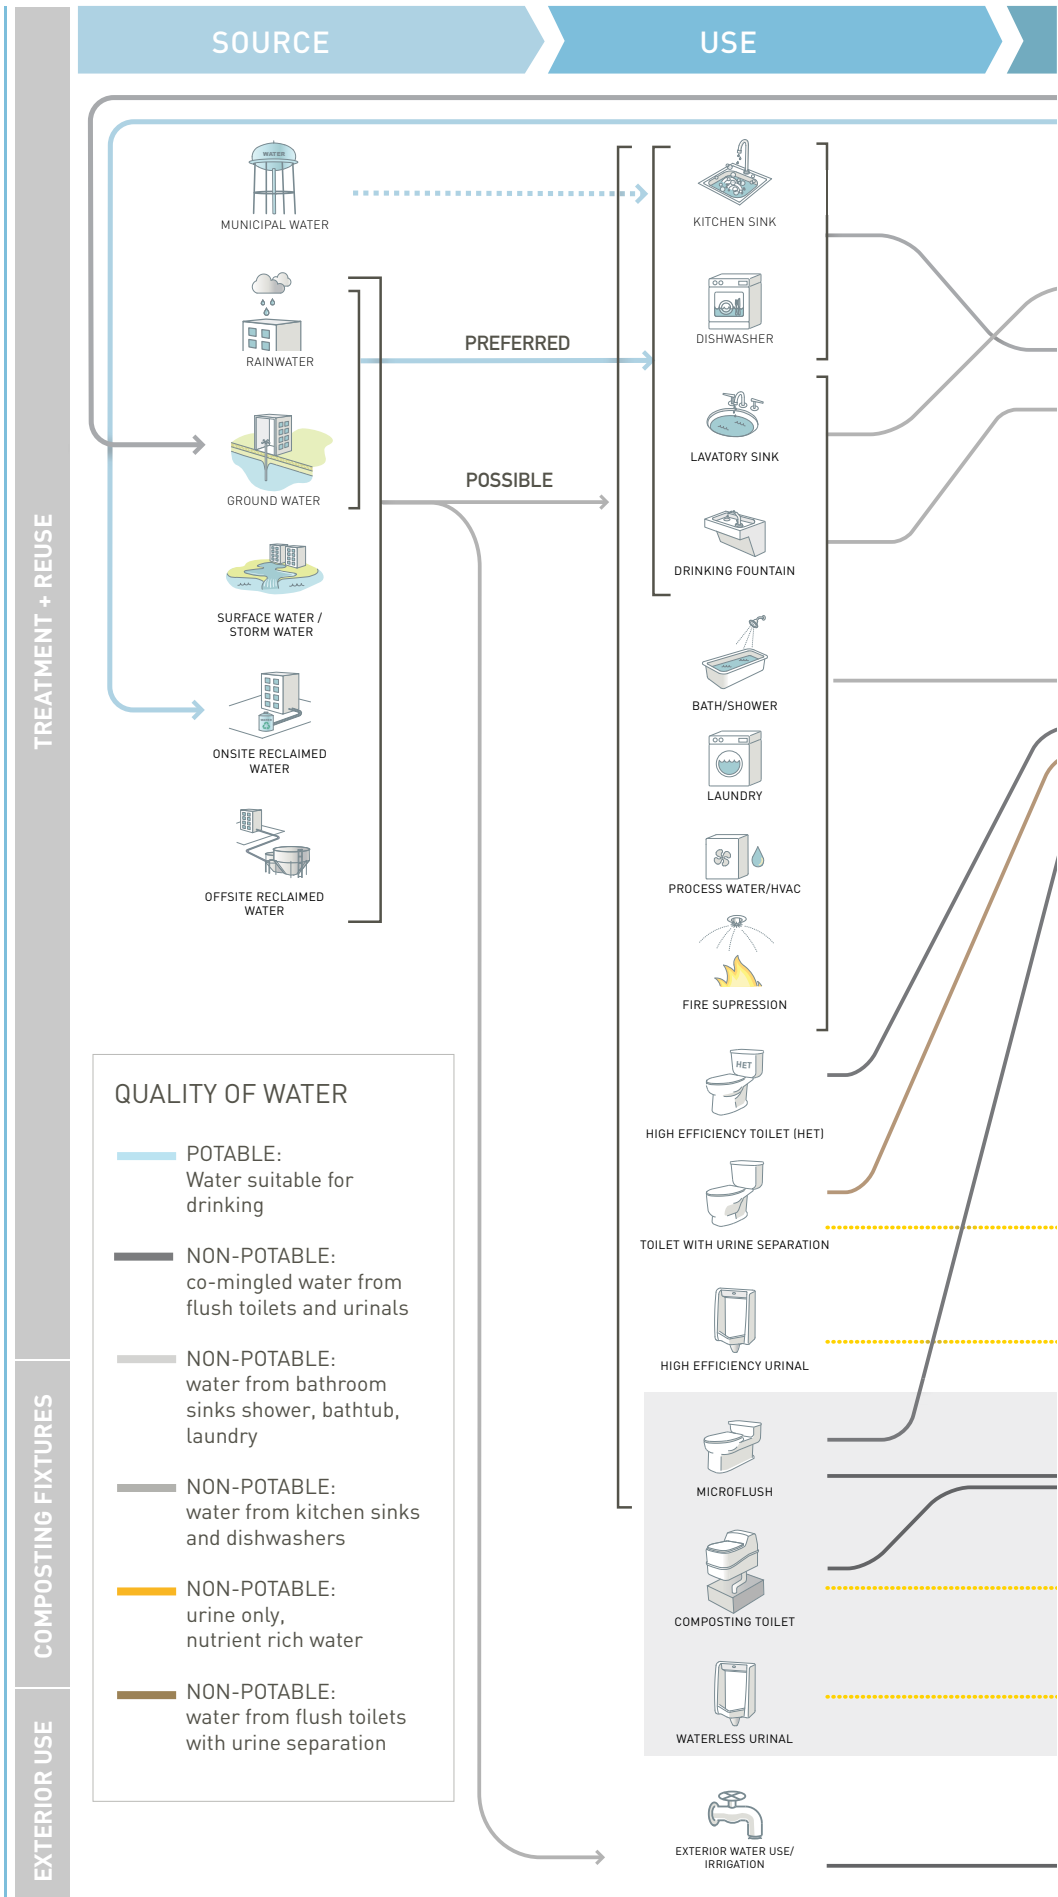 SOURCE
USE
TREATMENT + REUSE
COMPOSTING FIXTURES
EXTERIOR USE
WATER
MUNICIPAL WATER
RAINWATER
GROUND WATER
SURFACE WATER /
STORM WATER
ONSITE RECLAIMED
WATER
OFFSITE RECLAIMED
WATER
PREFERRED
POSSIBLE
KITCHEN SINK
DISHWASHER
LAVATORY SINK
DRINKING FOUNTAIN
BATH/SHOWER
LAUNDRY
PROCESS WATER/HVAC
FIRE SUPRESSION
HET
HIGH EFFICIENCY TOILET (HET)
TOILET WITH URINE SEPARATION
HIGH EFFICIENCY URINAL
MICROFLUSH
COMPOSTING TOILET
WATERLESS URINAL
EXTERIOR WATER USE/
IRRIGATION
QUALITY OF WATER
POTABLE:
Water suitable for
drinking
NON-POTABLE:
co-mingled water from
flush toilets and urinals
NON-POTABLE:
water from bathroom
sinks shower, bathtub,
laundry
NON-POTABLE:
water from kitchen sinks
and dishwashers
NON-POTABLE:
urine only,
nutrient rich water
NON-POTABLE:
water from flush toilets
with urine separation